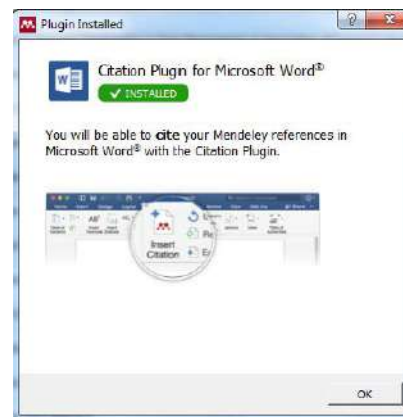 Plugin Installed
Citation Plugin for Microsoft Word®
✓ INSTALLED
You will be able to cite your Mendeley references in
Microsoft Word® with the Citation Plugin.
Insert
Citation
OK